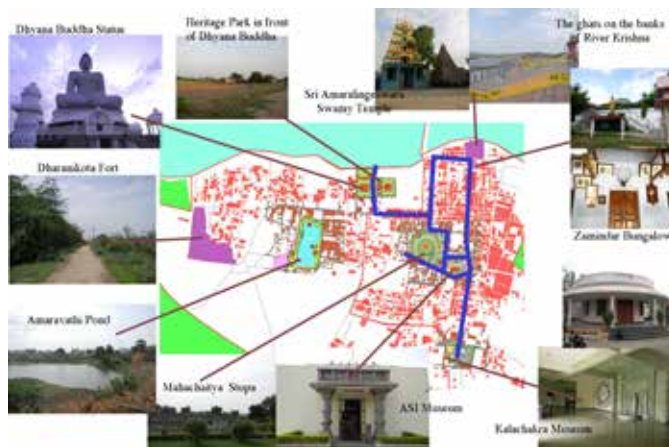 Dhyana Buddha Status
Heritage Park in front
of Dhyana Buddha
The ghats on the banks
of River Krishna
Sri Amaralingeswara
Swamy Temple
Dharanikota Fort
Zamindar Bungalow
Amaravathi Pond
Mahachaitya Stupa
ASI Museum
Kalachakra Museum